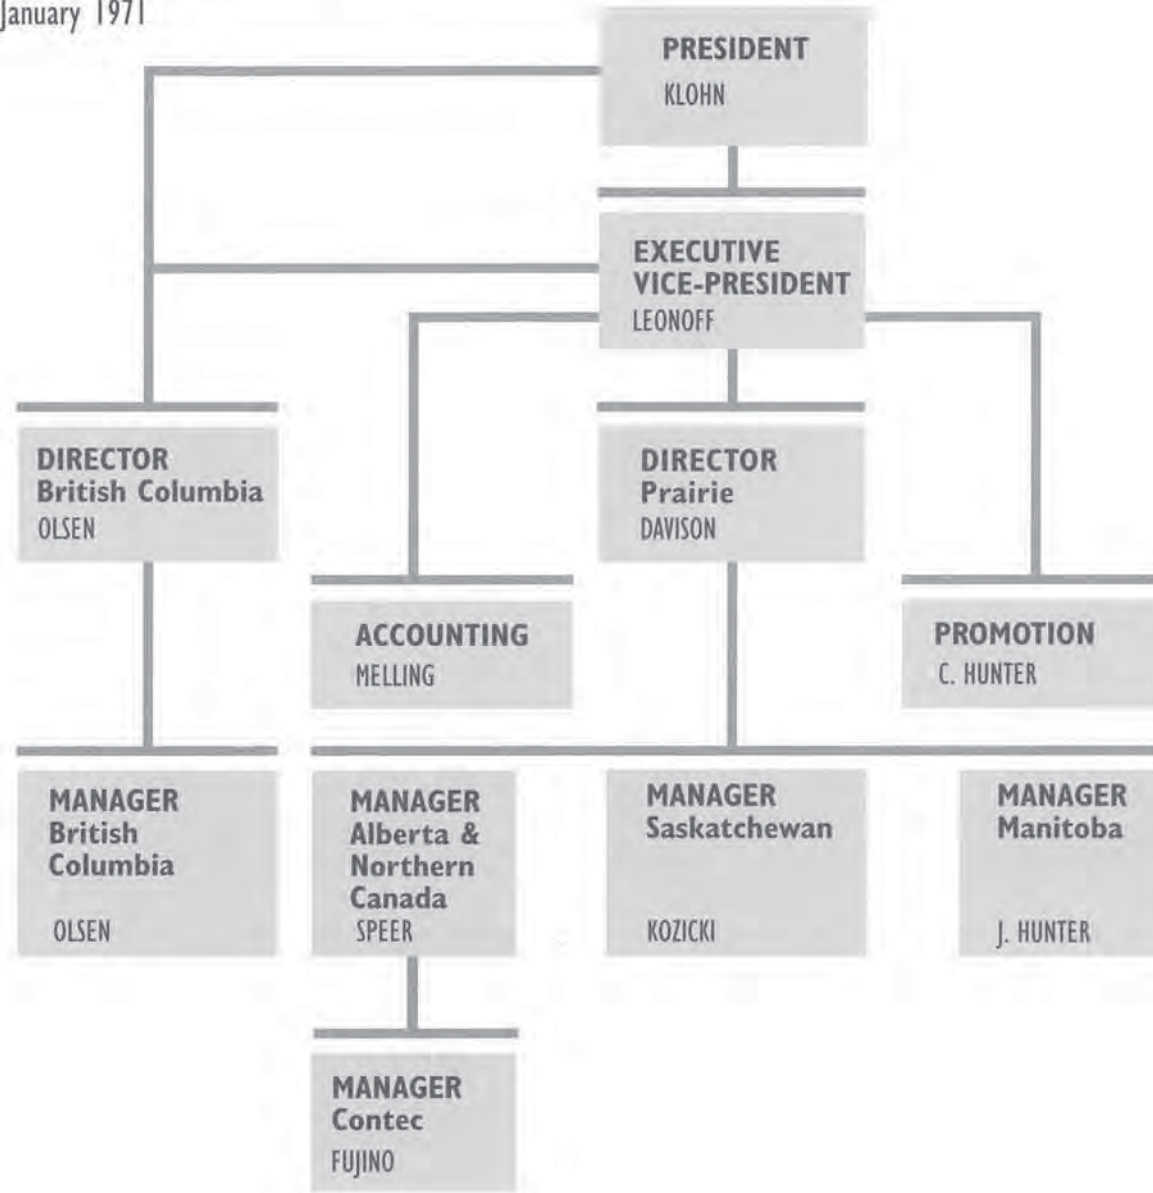 January 1971
PRESIDENT
KLOHN
EXECUTIVE
VICE-PRESIDENT
LEONOFF
DIRECTOR
British Columbia
OLSEN
DIRECTOR
Prairie
DAVISON
ACCOUNTING
MELLING
PROMOTION
C. HUNTER
MANAGER
British
Columbia
OLSEN
MANAGER
Alberta &
Northern
Canada
SPEER
MANAGER
Saskatchewan
KOZICKI
MANAGER
Manitoba
J. HUNTER
MANAGER
Contec
FUJINO